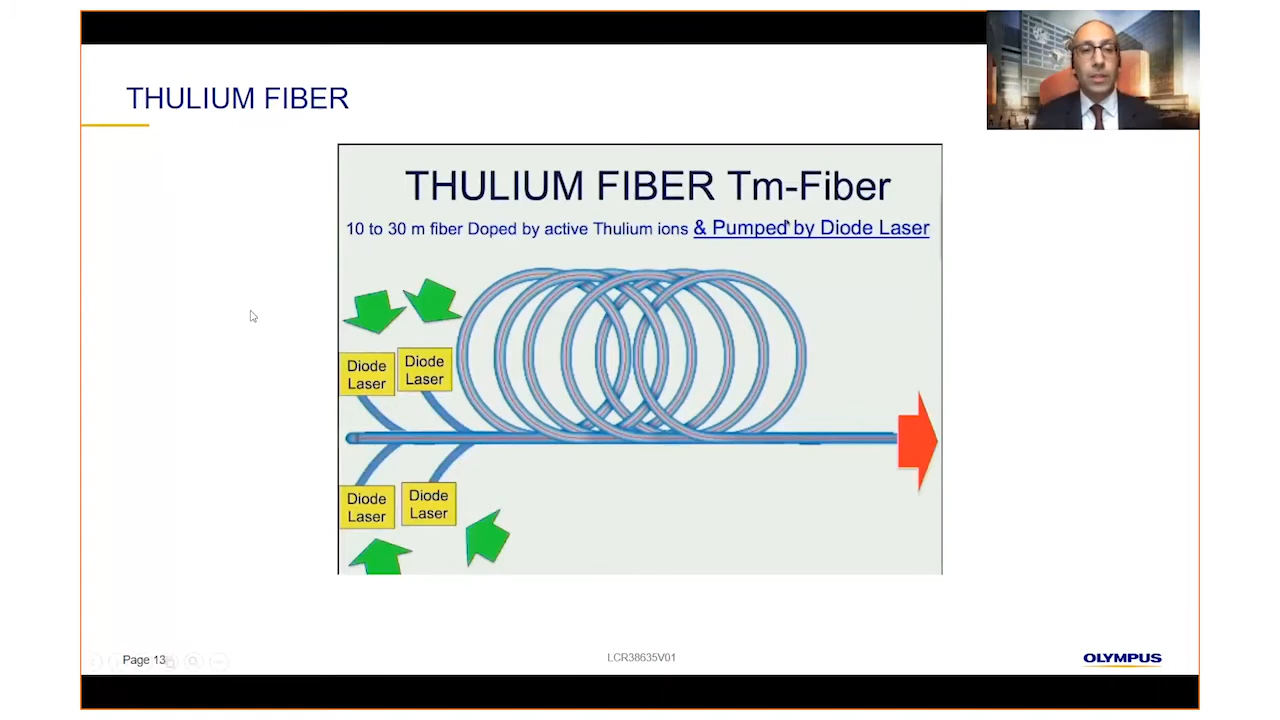 THULIUM FIBER
THULIUM FIBER Tm-Fiber
10 to 30 m fiber Doped by active Thulium ions & Pumped by Diode Laser
Diode
Laser
Diode
Laser
Diode
Laser
Diode
Laser
Page 13
LCR38635V01
OLYMPUS